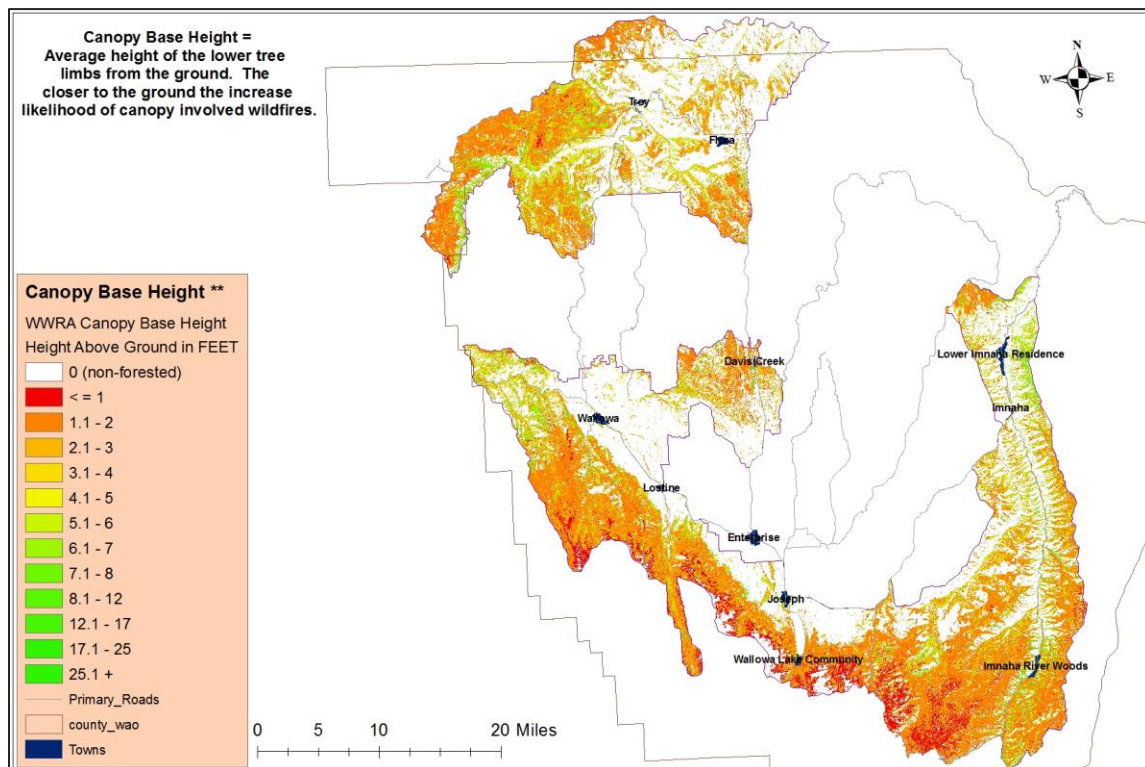 Canopy Base Height =
Average height of the lower tree
limbs from the ground. The
closer to the ground the increase
likelihood of canopy involved wildfires.
N
W E
S
Troy
Flora
Davis Creek
Lower Imnaha Residence
Imnaha
Wallowa
Lostine
Enterprise
Joseph
Wallowa Lake Community
Imnaha River Woods
Canopy Base Height **
WWRA Canopy Base Height
Height Above Ground in FEET
0 (non-forested)
< = 1
1.1 - 2
2.1 - 3
3.1 - 4
4.1 - 5
5.1 - 6
6.1 - 7
7.1 - 8
8.1 - 12
12.1 - 17
17.1 - 25
25.1 +
Primary_Roads
county_wao
Towns
0 5 10 20 Miles